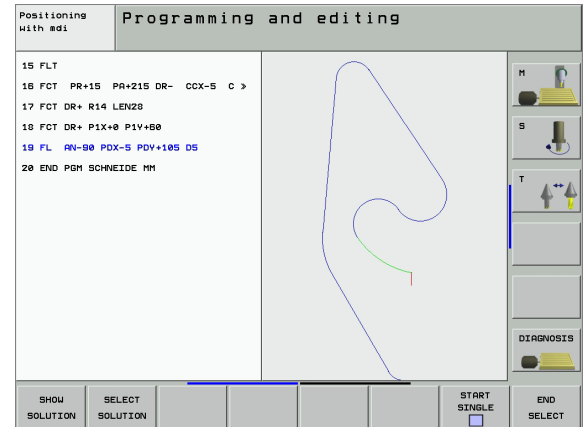 Positioning
with mdi
Programming and editing
15 FLT
16 FCT PR+15 PA+215 DR- CCX-5 C »
17 FCT DR+ R14 LEN28
18 FCT DR+ P1X+0 P1Y+60
19 FL AN-90 PDX-5 PDY+105 D5
20 END PGM SCHNEIDE MM
M
S
T
DIAGNOSIS
SHOW
SOLUTION
SELECT
SOLUTION
START
SINGLE
END
SELECT